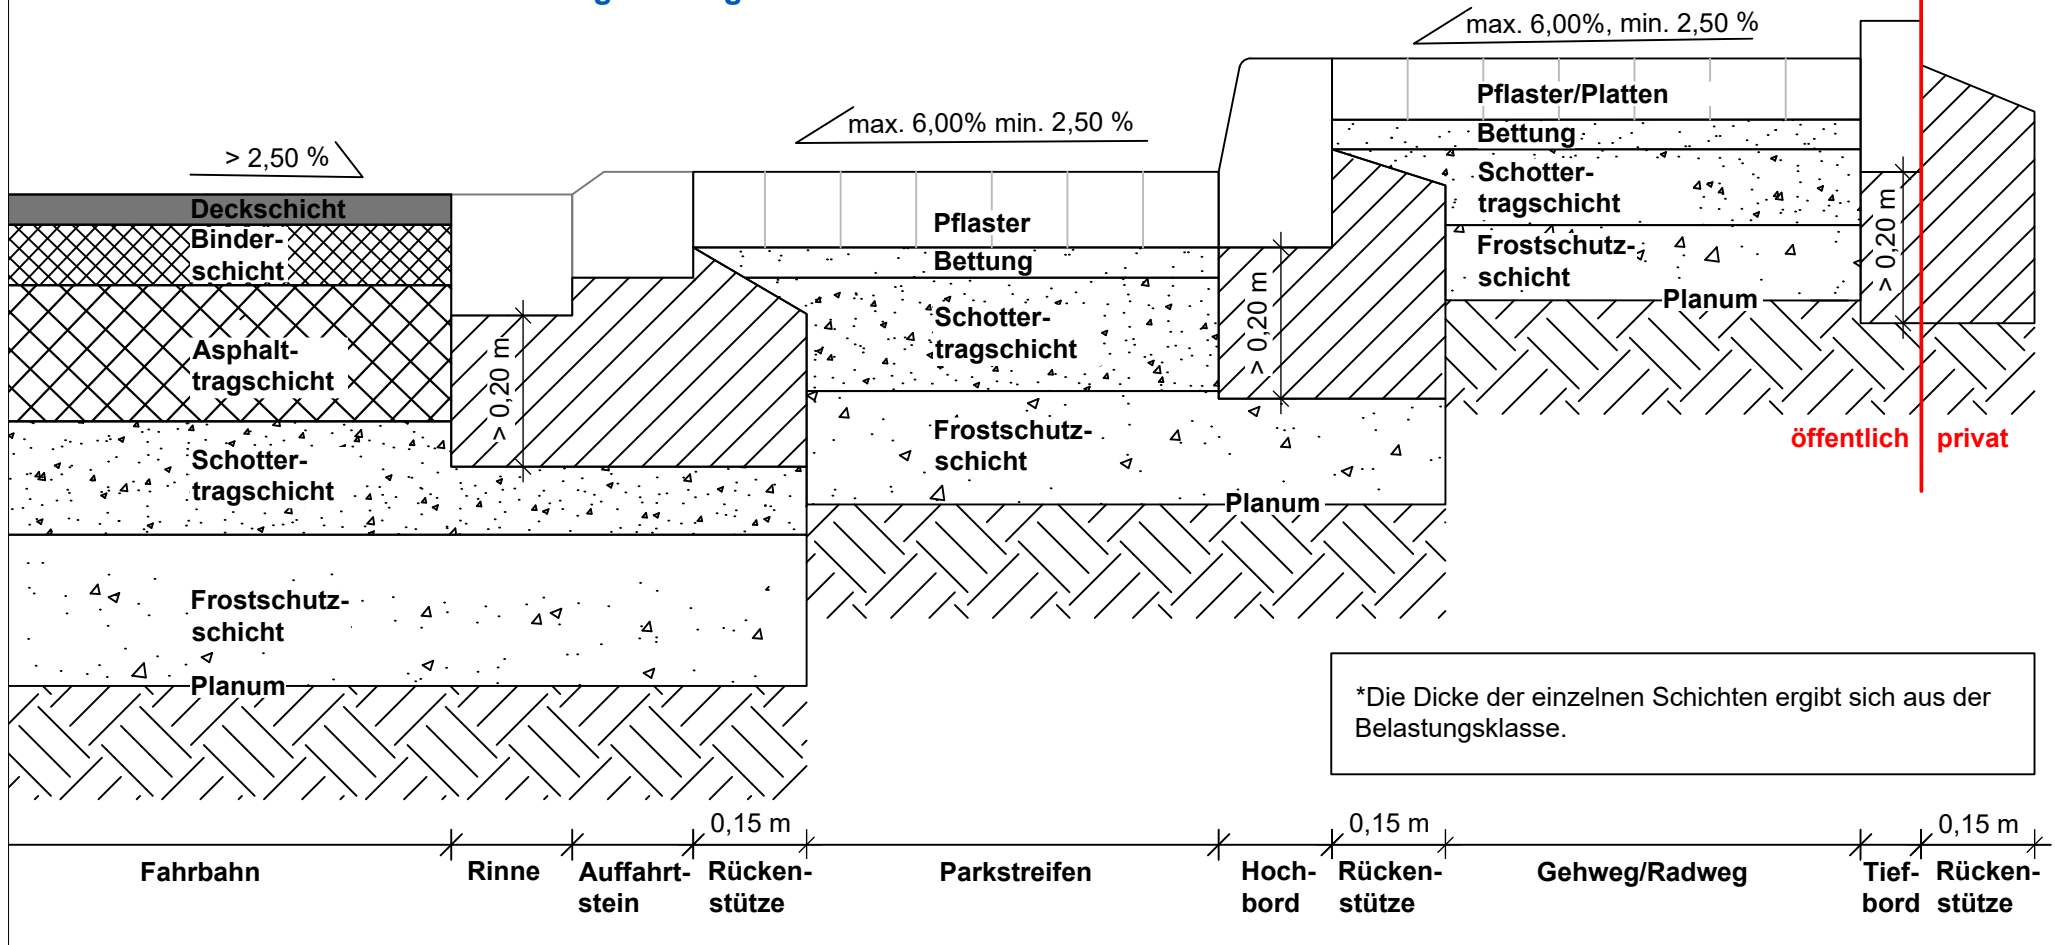 max. 6,00%, min. 2,50 %
max. 6,00% min. 2,50 %
> 2,50 %
Pflaster/Platten
Bettung
Schotter-
tragschicht
Frostschutz-
schicht
Planum
> 0,20 m
öffentlich
privat
Pflaster
Bettung
Schotter-
tragschicht
Frostschutz-
schicht
Planum
> 0,20 m
Deckschicht
Binder-
schicht
Asphalt-
tragschicht
Schotter-
tragschicht
Frostschutz-
schicht
Planum
> 0,20 m
*Die Dicke der einzelnen Schichten ergibt sich aus der
Belastungsklasse.
0,15 m
0,15 m
0,15 m
Fahrbahn
Rinne
Auffahrt-
stein
Rücken-
stütze
Parkstreifen
Hoch-
bord
Rücken-
stütze
Gehweg/Radweg
Tief-
bord
Rücken-
stütze